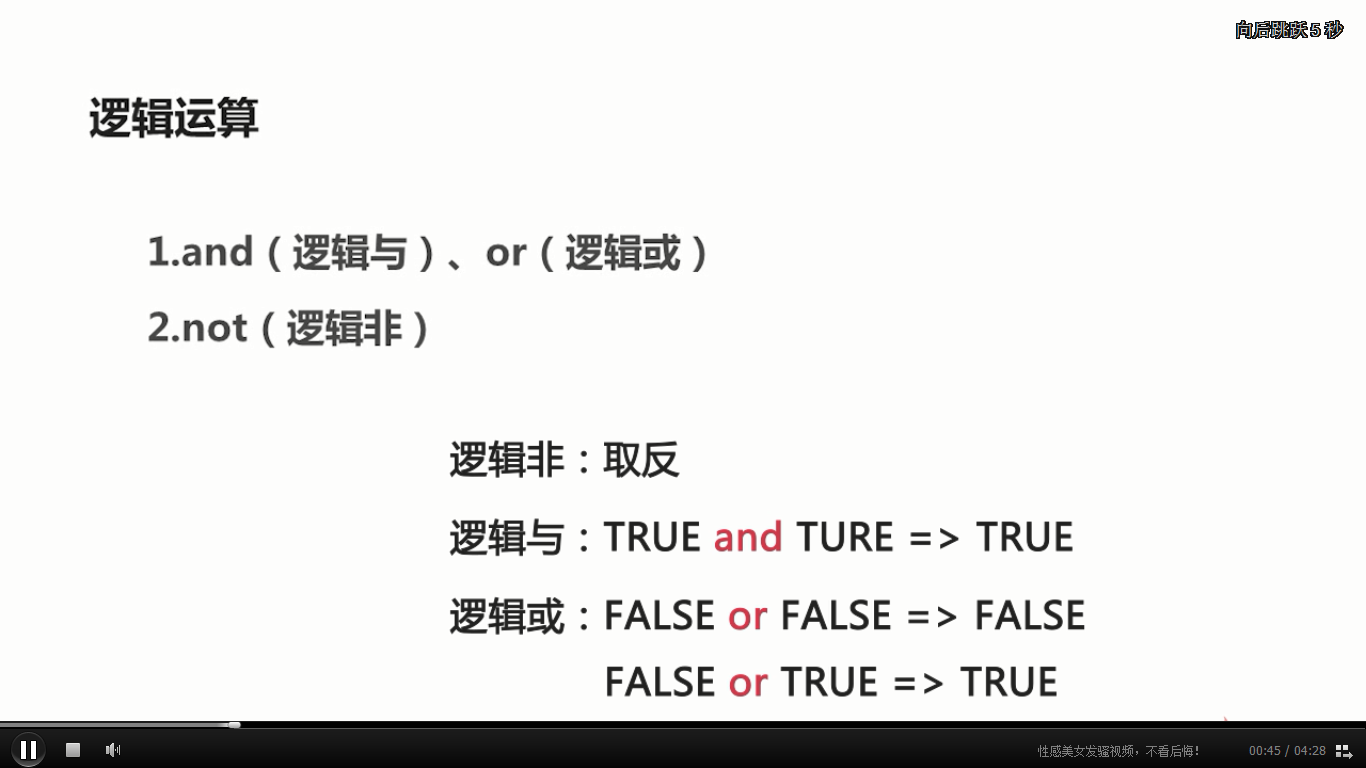 向后跳跃 5 秒
逻辑运算
1.and（逻辑与）、or（逻辑或）
2.not（逻辑非）
逻辑非：取反
逻辑与：TRUE and TURE => TRUE
逻辑或：FALSE or FALSE => FALSE
FALSE or TRUE => TRUE
性感美女发骚视频，不看后悔！
00:45 / 04:28